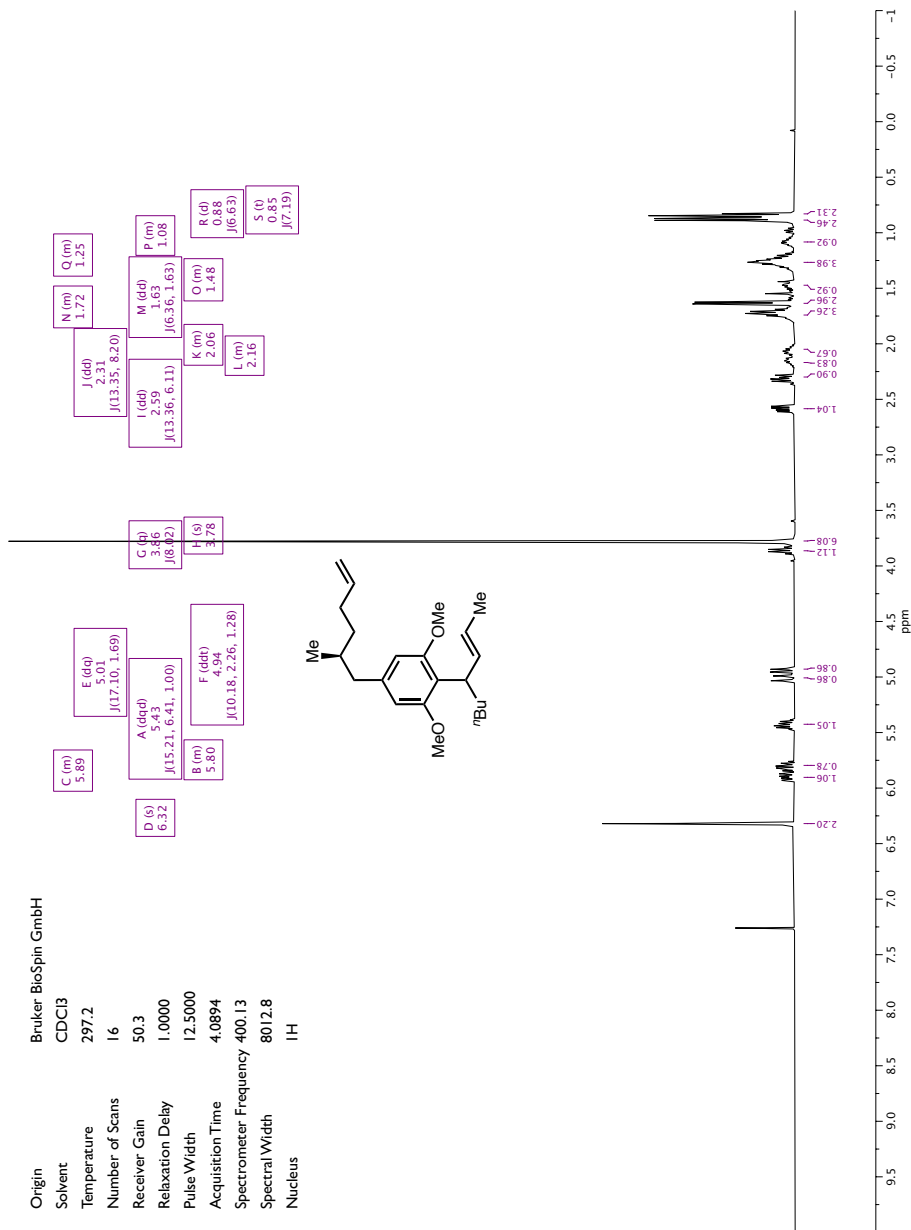 Origin Bruker BioSpin GmbH
Solvent CDCl3
Temperature 297.2
Number of Scans 16
Receiver Gain 50.3
Relaxation Delay 1.0000
Pulse Width 12.5000
Acquisition Time 4.0894
Spectrometer Frequency 400.13
Spectral Width 8012.8
Nucleus 1H
C (m)
5.89
E (dq)
5.01
J(17.10, 1.69)
A (dqd)
5.43
J(15.21, 6.41, 1.00)
D (s)
6.32
B (m)
5.80
F (ddt)
4.94
J(10.18, 2.26, 1.28)
G (q)
3.86
J(8.02)
H (s)
3.78
N (m)
1.72
Q (m)
1.25
J (dd)
2.31
J(13.35, 8.20)
I (dd)
2.59
J(13.36, 6.11)
M (dd)
1.63
J(6.36, 1.63)
P (m)
1.08
K (m)
2.06
O (m)
1.48
R (d)
0.88
J(6.63)
L (m)
2.16
S (t)
0.85
J(7.19)
Me
MeO
OMe
nBu
Me
2.20
1.06
0.78
1.05
0.86
0.86
1.12
6.08
1.04
0.90
0.83
0.67
3.26
2.96
0.92
3.98
0.92
2.46
2.31
9.5 9.0 8.5 8.0 7.5 7.0 6.5 6.0 5.5 5.0 4.5 4.0 3.5 3.0 2.5 2.0 1.5 1.0 0.5 0.0 -0.5 -1
ppm